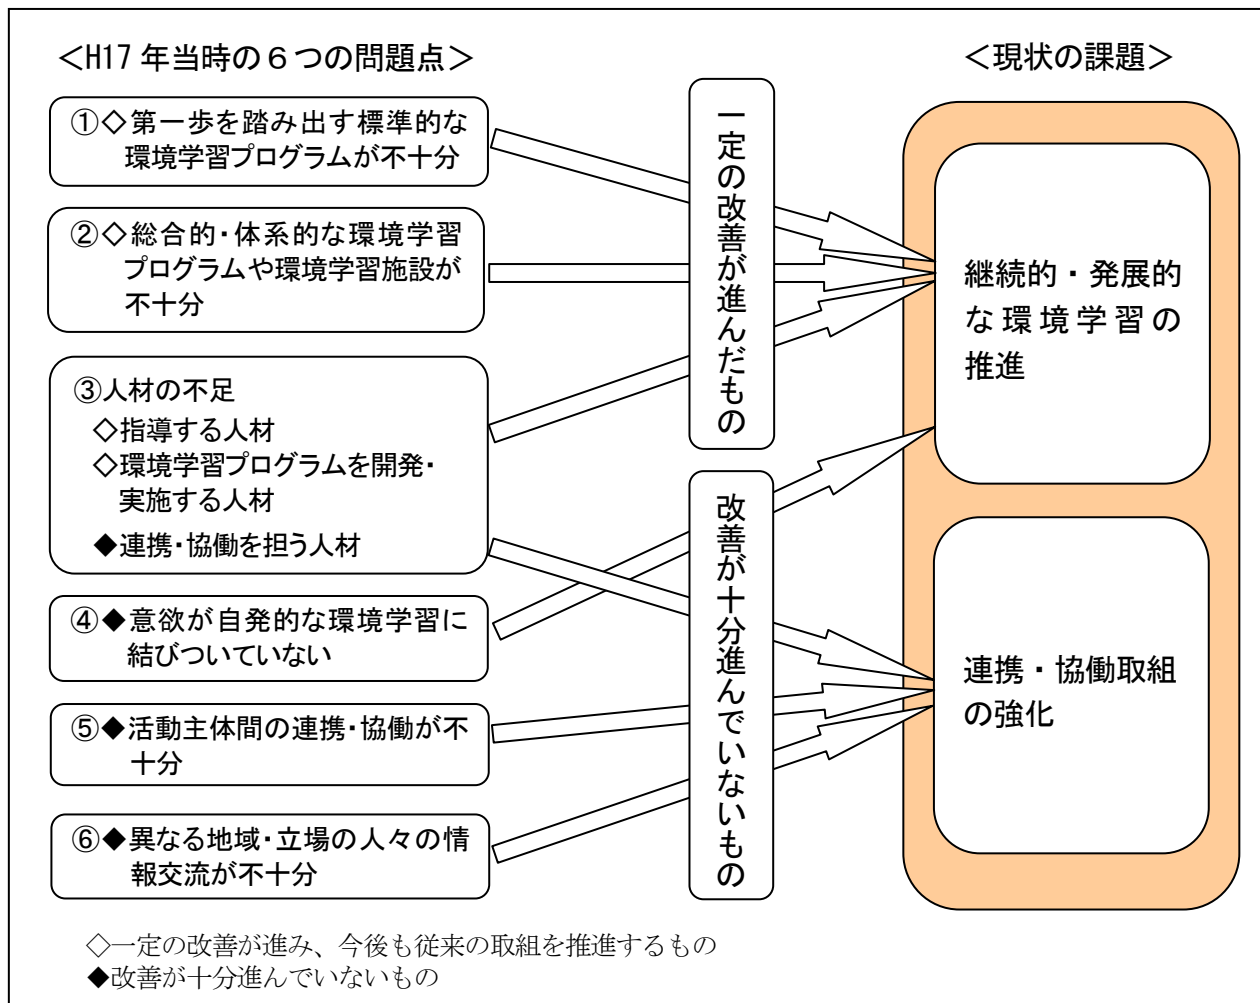 <H17年当時の6つの問題点>
①◇第一歩を踏み出す標準的な
環境学習プログラムが不十分
②◇総合的・体系的な環境学習
プログラムや環境学習施設が
不十分
③人材の不足
◇指導する人材
◇環境学習プログラムを開発・
実施する人材
◆連携・協働を担う人材
④◆意欲が自発的な環境学習に
結びついていない
⑤◆活動主体間の連携・協働が不
十分
⑥◆異なる地域・立場の人々の情
報交流が不十分
一定の改善が進んだもの
改善が十分進んでいないもの
<現状の課題>
継続的・発展的
な環境学習の
推進
連携・協働取組
の強化
◇一定の改善が進み、今後も従来の取組を推進するもの
◆改善が十分進んでいないもの